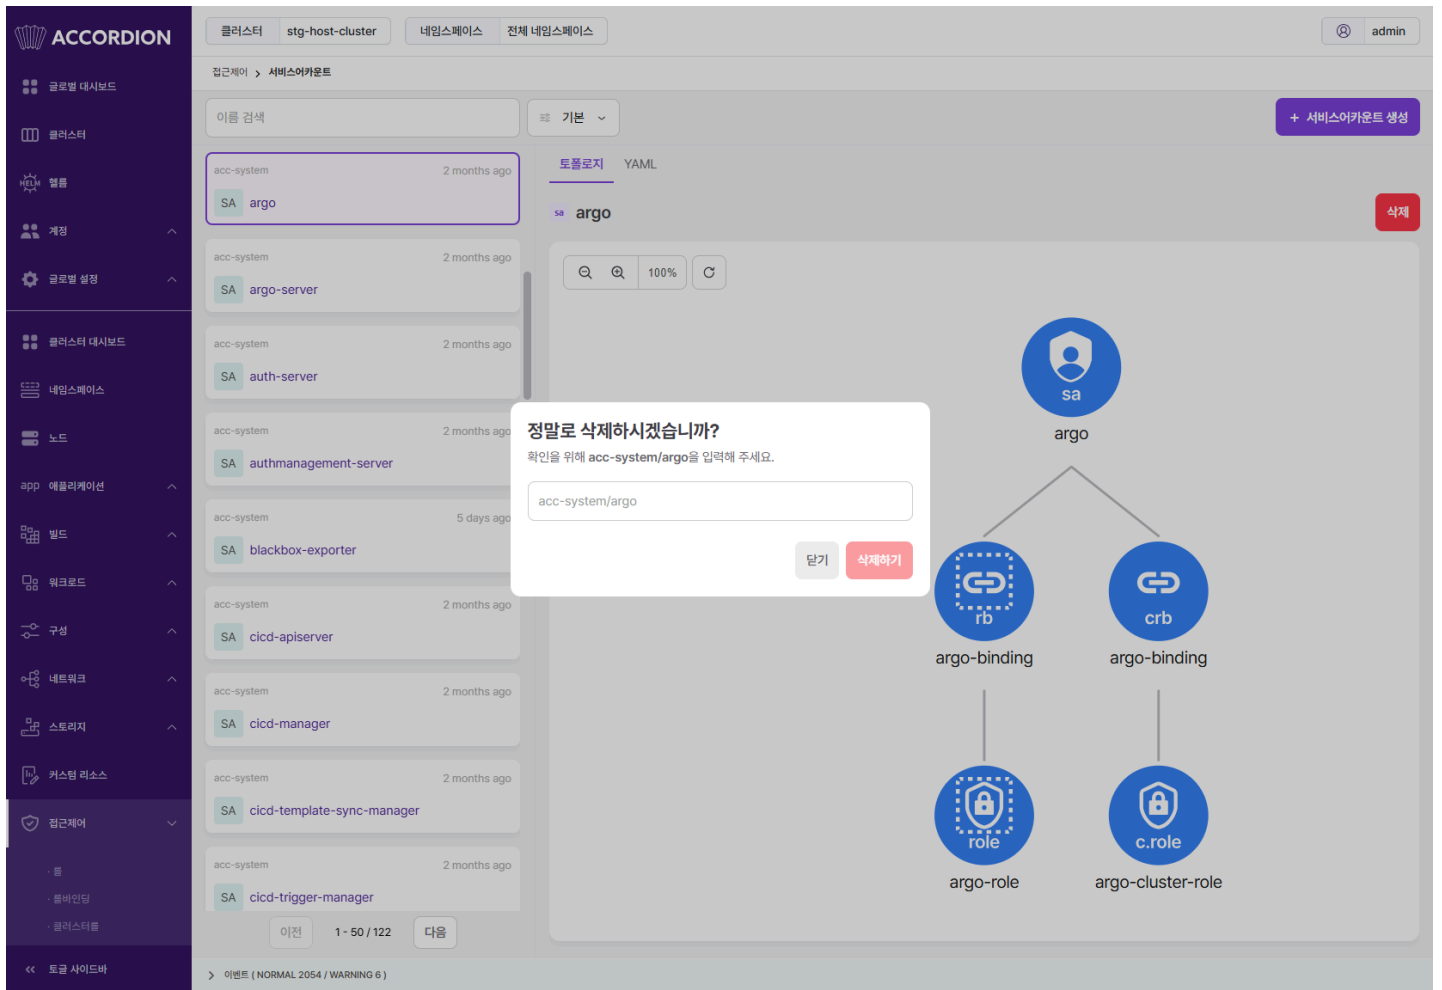 ACCORDION
클러스터 stg-host-cluster 네임스페이스 전체 네임스페이스 admin
접근제어 > 서비스어카운트
글로벌 대시보드
클러스터
HELM 헬름
계정
글로벌 설정
클러스터 대시보드
네임스페이스
노드
app 애플리케이션
빌드
워크로드
구성
네트워크
스토리지
커스텀 리소스
접근제어
· 롤
· 롤바인딩
· 클러스터롤
<< 토글 사이드바
이름 검색
기본
+ 서비스어카운트 생성
acc-system 2 months ago
SA argo
acc-system 2 months ago
SA argo-server
acc-system 2 months ago
SA auth-server
acc-system 2 months ago
SA authmanagement-server
acc-system 5 days ago
SA blackbox-exporter
acc-system 2 months ago
SA cicd-apiserver
acc-system 2 months ago
SA cicd-manager
acc-system 2 months ago
SA cicd-template-sync-manager
acc-system 2 months ago
SA cicd-trigger-manager
이전 1 - 50 / 122 다음
토폴로지 YAML
sa argo
삭제
100%
sa
argo
rb
argo-binding
crb
argo-binding
role
argo-role
c.role
argo-cluster-role
정말로 삭제하시겠습니까?
확인을 위해 acc-system/argo을 입력해 주세요.
acc-system/argo
닫기 삭제하기
> 이벤트 ( NORMAL 2054 / WARNING 6 )